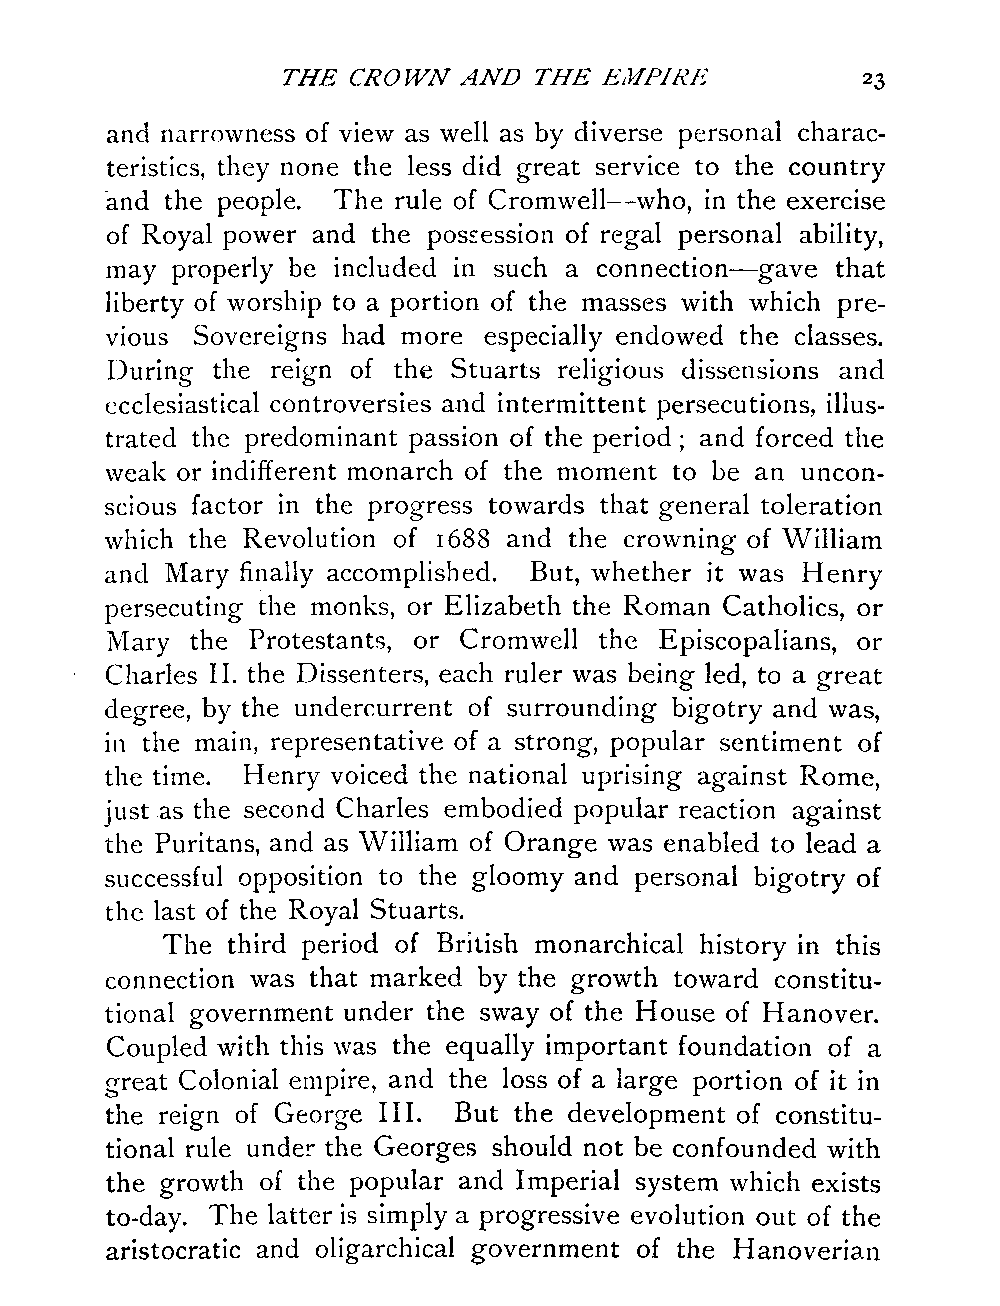 THE CROWN AND THE EMPIRE 23
and narrowness of view as well as by diverse personal charac-
teristics, they none the less did great service to the country
and the people. The rule of Cromwell—who, in the exercise
of Royal power and the possession of regal personal ability,
may properly be included in such a connection—gave that
liberty of worship to a portion of the masses with which pre-
vious Sovereigns had more especially endowed the classes.
During the reign of the Stuarts religious dissensions and
ecclesiastical controversies and intermittent persecutions, illus-
trated the predominant passion of the period ; and forced the
weak or indifferent monarch of the moment to be an uncon-
scious factor in the progress towards that general toleration
which the Revolution of 1688 and the crowning of William
and Mary finally accomplished. But, whether it was Henry
persecuting the monks, or Elizabeth the Roman Catholics, or
Mary the Protestants, or Cromwell the Episcopalians, or
Charles II. the Dissenters, each ruler was being led, to a great
degree, by the undercurrent of surrounding bigotry and was,
in the main, representative of a strong, popular sentiment of
the time. Henry voiced the national uprising against Rome,
just as the second Charles embodied popular reaction against
the Puritans, and as William of Orange was enabled to lead a
successful opposition to the gloomy and personal bigotry of
the last of the Royal Stuarts.
The third period of British monarchical history in this
connection was that marked by the growth toward constitu-
tional government under the sway of the House of Hanover.
Coupled with this was the equally important foundation of a
great Colonial empire, and the loss of a large portion of it in
the reign of George III. But the development of constitu-
tional rule under the Georges should not be confounded with
the growth of the popular and Imperial system which exists
to-day. The latter is simply a progressive evolution out of the
aristocratic and oligarchical government of the Hanoverian